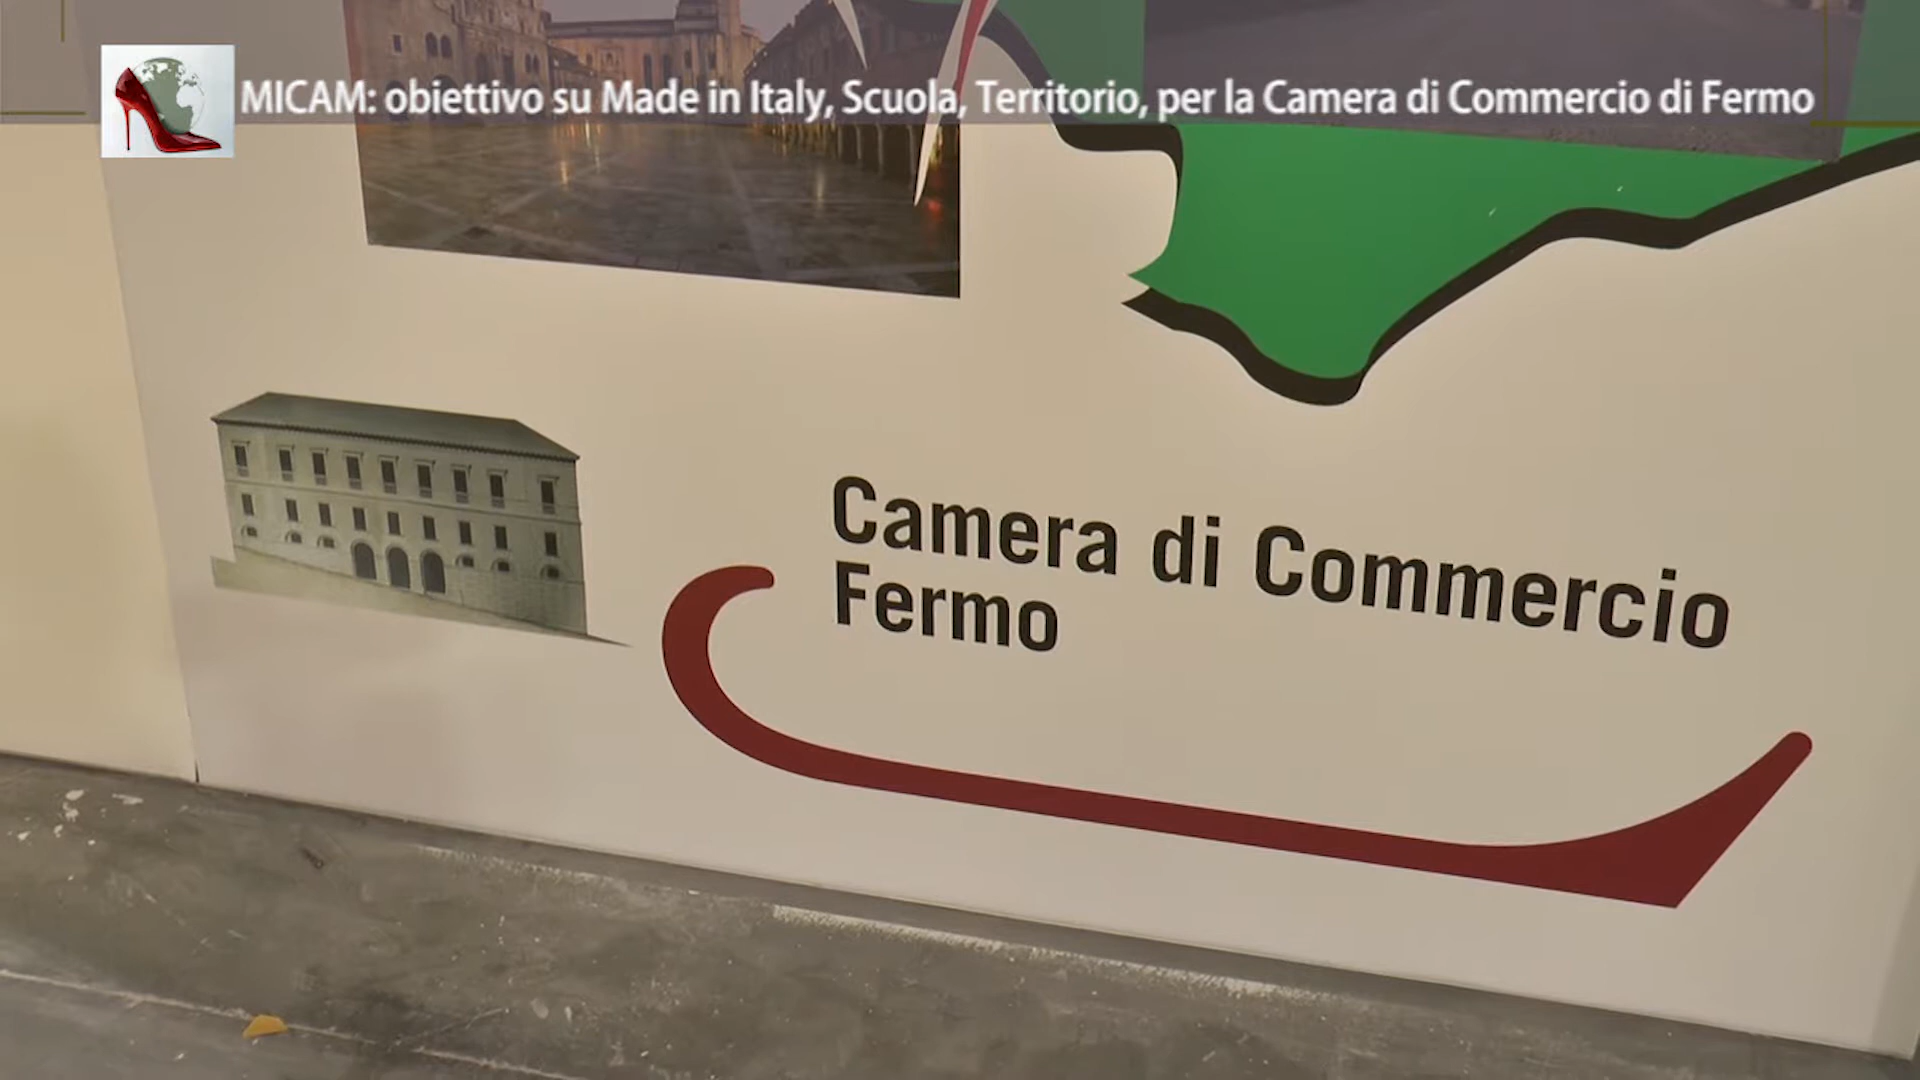 MICAM: obiettivo su Made in Italy, Scuola, Territorio, per la Camera di Commercio di Fermo
Camera di Commercio
Fermo